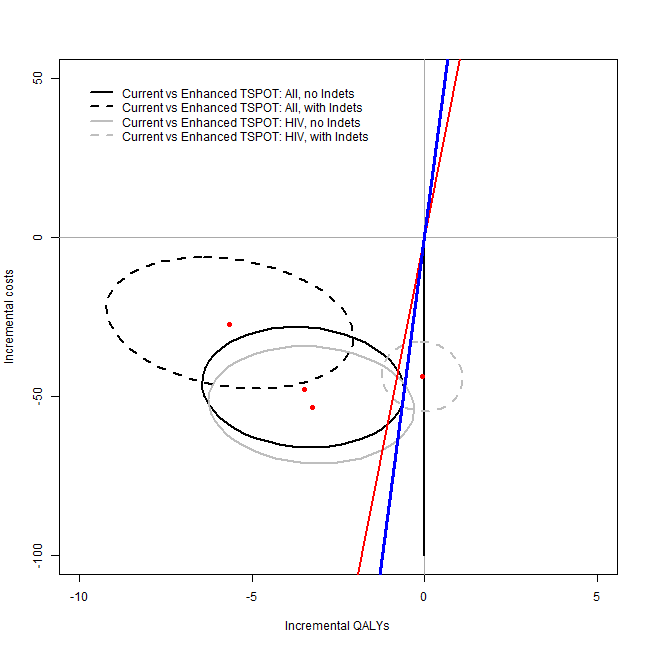 Current vs Enhanced TSPOT: All, no Indets
Current vs Enhanced TSPOT: All, with Indets
Current vs Enhanced TSPOT: HIV, no Indets
Current vs Enhanced TSPOT: HIV, with Indets
Incremental costs
50
0
-50
-100
-10
-5
0
5
Incremental QALYs